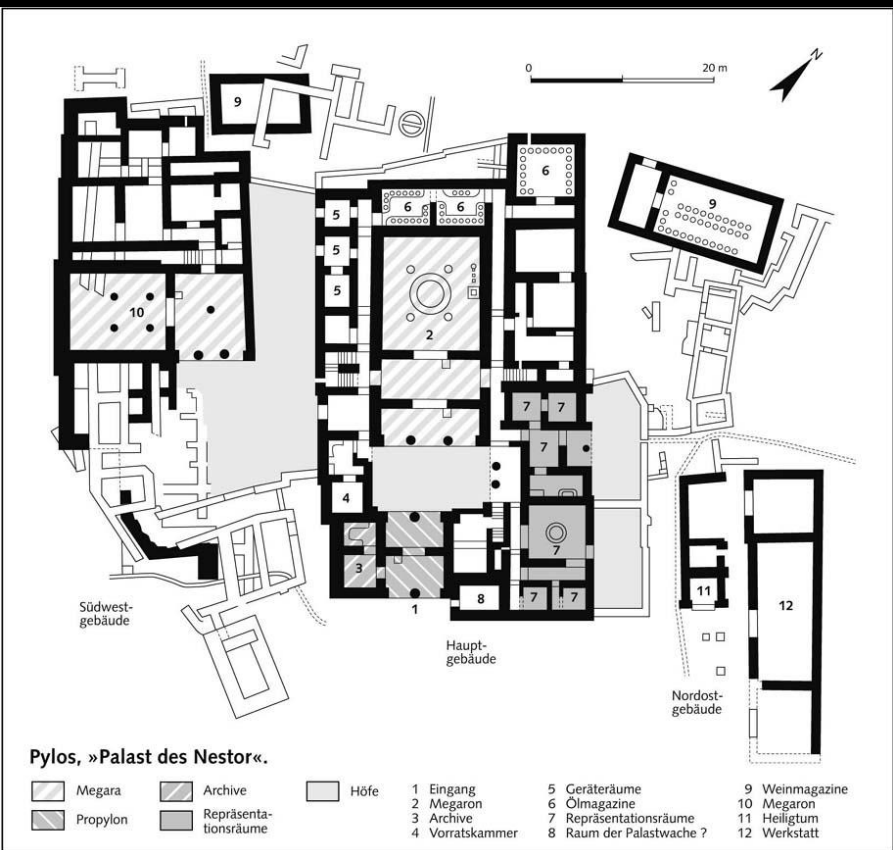 N
0 20 m
9
6
9
5
6 6
5
5
10
2
7 7
7
4
7
3
11
12
8 7 7
1
Südwest-
gebäude
Haupt-
gebäude
Nordost-
gebäude
Pylos, »Palast des Nestor«.
Megara
Propylon
Archive
Repräsenta-
tionsräume
Höfe
1 Eingang
2 Megaron
3 Archive
4 Vorratskammer
5 Geräteräume
6 Ölmagazine
7 Repräsentationsräume
8 Raum der Palastwache ?
9 Weinmagazine
10 Megaron
11 Heiligtum
12 Werkstatt